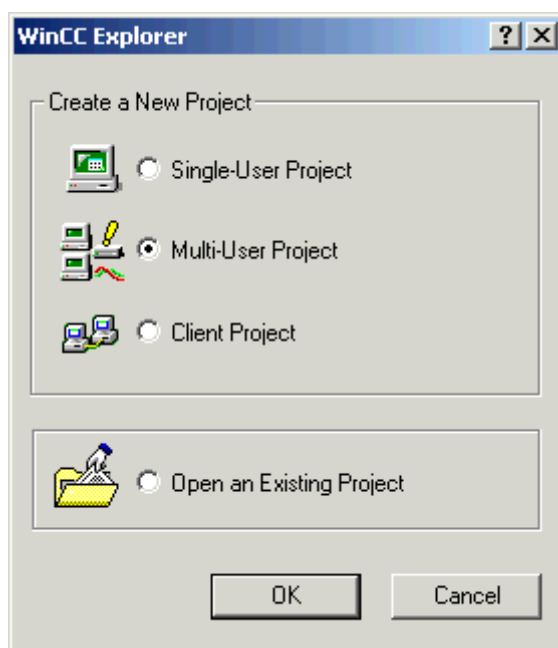 WinCC Explorer
Create a New Project
Single-User Project
Multi-User Project
Client Project
Open an Existing Project
OK
Cancel